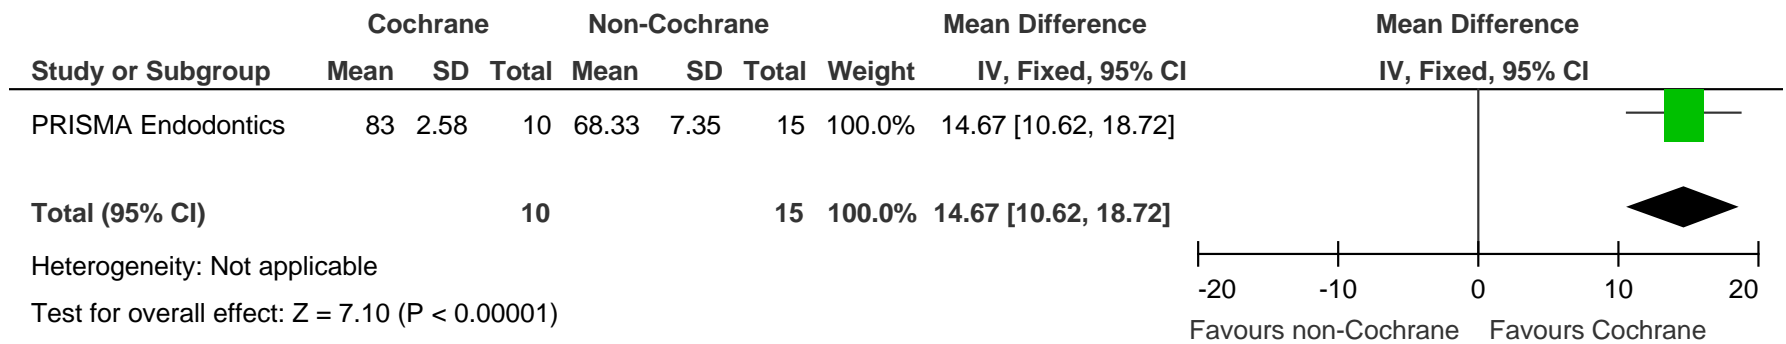 Cochrane Non-Cochrane Mean Difference Mean Difference
Study or Subgroup Mean SD Total Mean SD Total Weight IV, Fixed, 95% CI IV, Fixed, 95% CI
PRISMA Endodontics 83 2.58 10 68.33 7.35 15 100.0% 14.67 [10.62, 18.72]
Total (95% CI) 10 15 100.0% 14.67 [10.62, 18.72]
Heterogeneity: Not applicable
Test for overall effect: Z = 7.10 (P < 0.00001)
-20 -10 0 10 20
Favours non-Cochrane Favours Cochrane